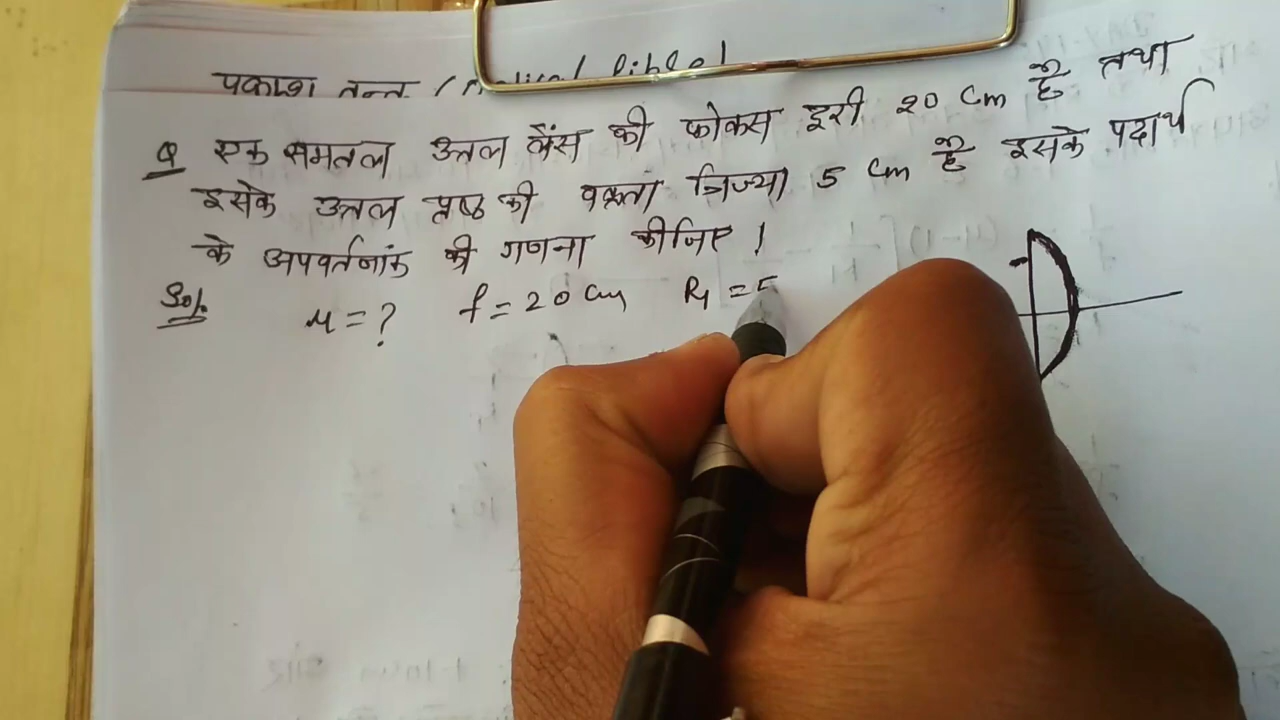 प्रकाश तन्त्र
Q एक समतल उत्तल लैंस की फोकस दूरी 20 cm है तथा
इसके उत्तल पृष्ठ की वक्रता त्रिज्या 5 cm है इसके पदार्थ
के अपवर्तनांक की गणना कीजिए !
Sol. μ = ? f = 20 cm R₁ = 5